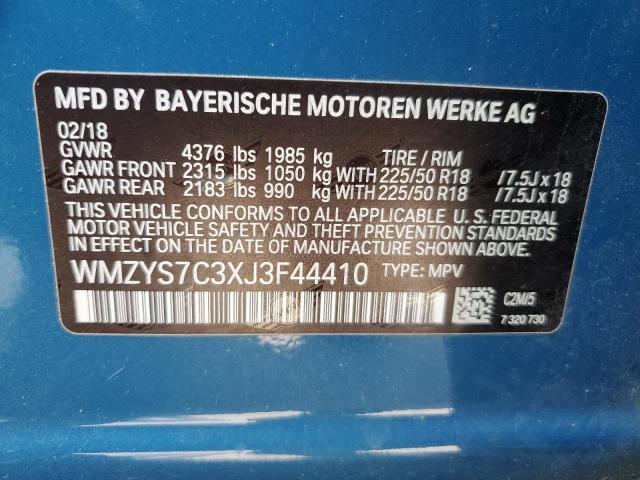 MFD BY BAYERISCHE MOTOREN WERKE AG
02/18
GVWR 4376 lbs 1985 kg TIRE / RIM
GAWR FRONT 2315 lbs 1050 kg WITH 225/50 R18 / 7.5J x 18
GAWR REAR 2183 lbs 990 kg WITH 225/50 R18 / 7.5J x 18
THIS VEHICLE CONFORMS TO ALL APPLICABLE U. S. FEDERAL
MOTOR VEHICLE SAFETY AND THEFT PREVENTION STANDARDS
IN EFFECT ON THE DATE OF MANUFACTURE SHOWN ABOVE.
WMZYS7C3XJ3F44410 TYPE: MPV
C2MI5
7 320 730